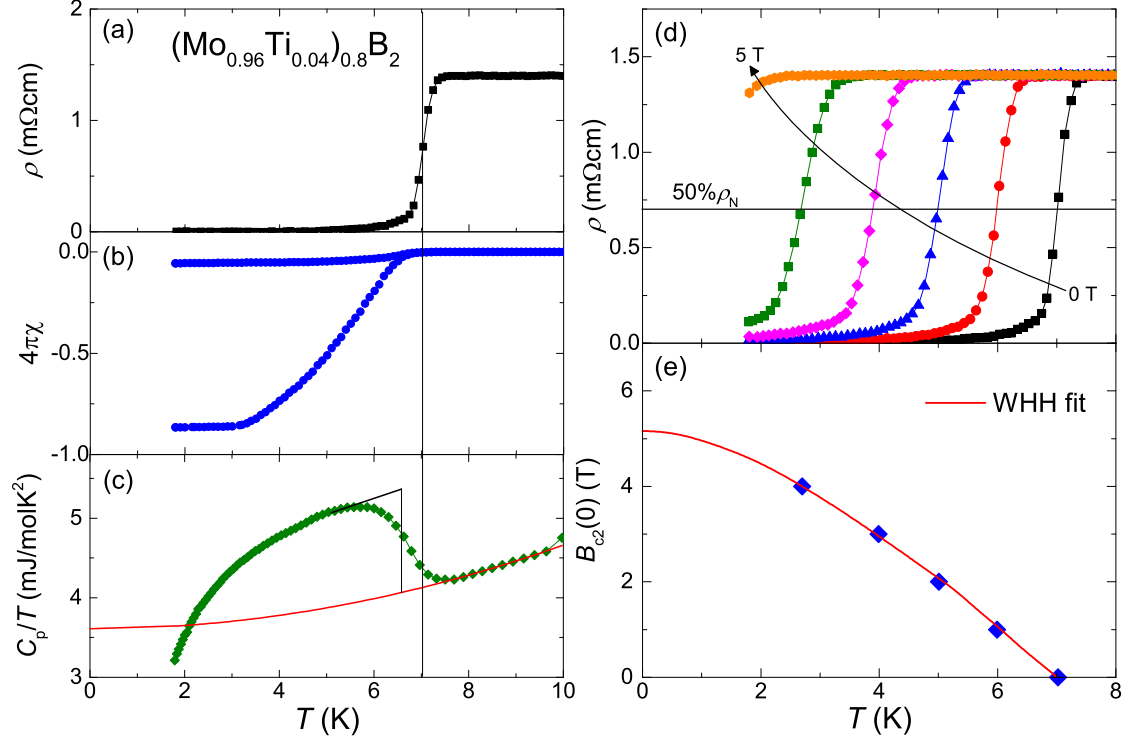 (a)
(Mo0.96Ti0.04)0.8B2
2
1
0
ρ (mΩcm)
(b)
0.0
-0.5
-1.0
4πχ
(c)
5
4
3
Cp/T (mJ/molK2)
0 2 4 6 8 10
T (K)
(d)
5 T
1.5
1.0
0.5
0.0
ρ (mΩcm)
50%ρN
0 T
(e)
WHH fit
6
4
2
0
Bc2(0) (T)
0 2 4 6 8
T (K)